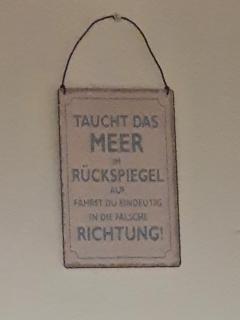 TAUCHT DAS
MEER
IM
RÜCKSPIEGEL
AUF
FÄHRST DU EINDEUTIG
IN DIE FALSCHE
RICHTUNG!